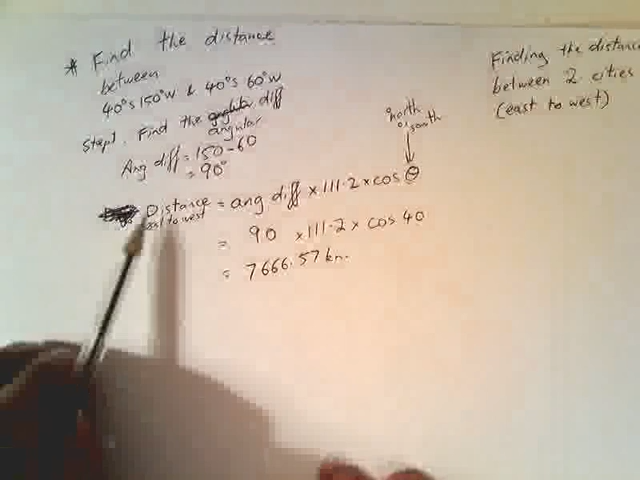 * Find the distance
between
40°s 150°W & 40°s 60°W
Step 1. Find the angular diff
angular
Ang diff = 150-60
= 90°
Distance = ang diff x 111.2 x cos θ
east to west
north
or south
= 90 x 111.2 x cos 40
= 7666.57 km.
Finding the distance
between 2 cities
(east to west)